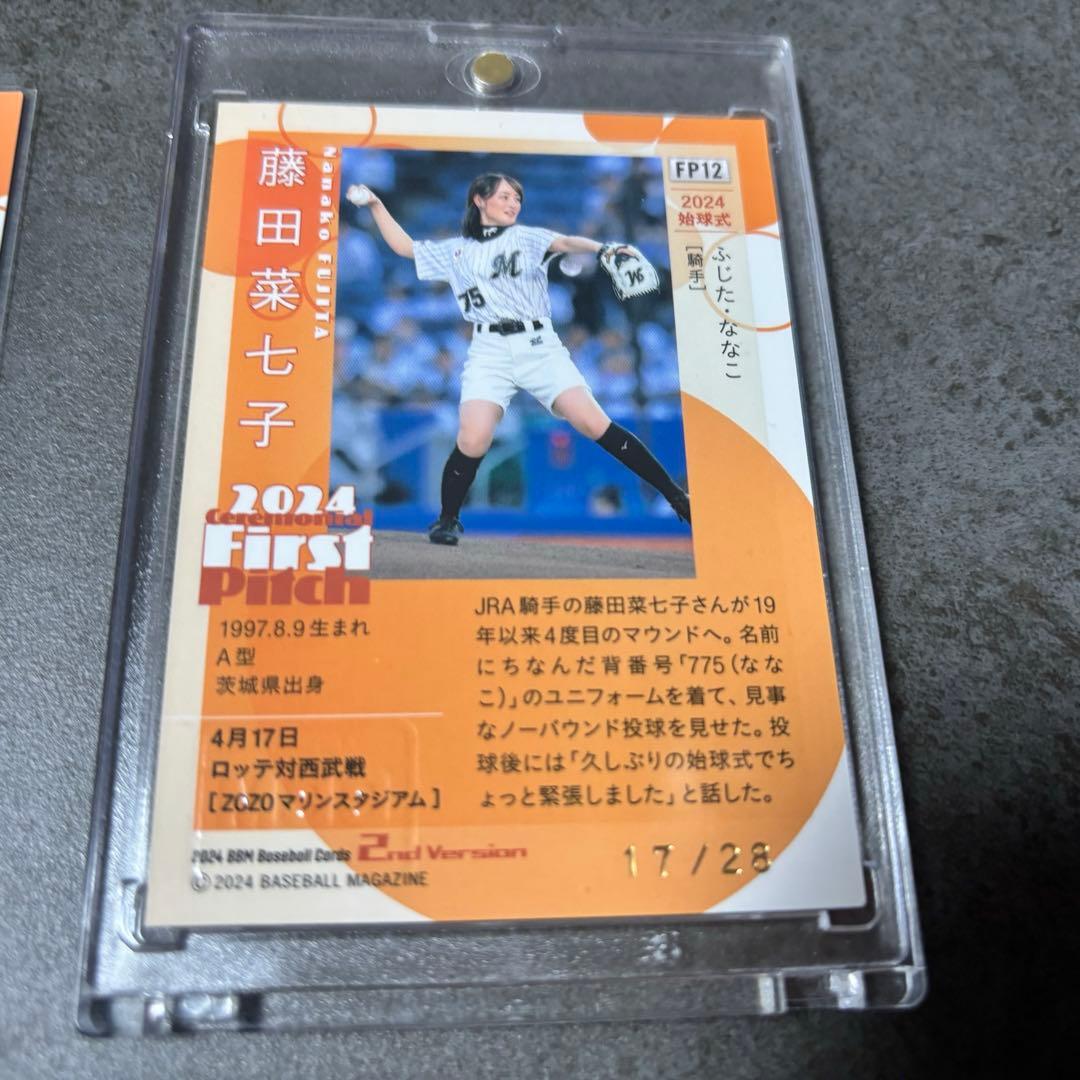 藤田菜七子
Nanako FUJITA
FP12
2024
始球式
ふじた・ななこ
[騎手]
M
75
2024
Ceremonial
First
Pitch
1997.8.9生まれ
A型
茨城県出身
4月17日
ロッテ対西武戦
[ZOZOマリンスタジアム]
JRA騎手の藤田菜七子さんが19
年以来4度目のマウンドへ。名前
にちなんだ背番号「775(なな
こ)」のユニフォームを着て、見事
なノーバウンド投球を見せた。投
球後には「久しぶりの始球式でち
ょっと緊張しました」と話した。
2024 BBM Baseball Cards 2nd Version
©2024 BASEBALL MAGAZINE
17/28